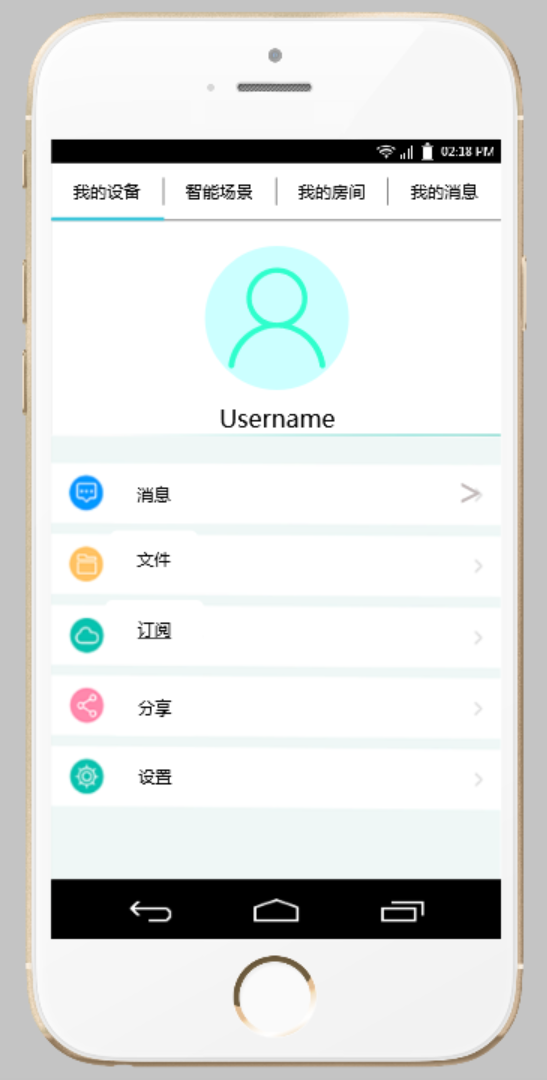 02:18 PM
我的设备 智能场景 我的房间 我的消息
Username
消息
文件
订阅
分享
设置